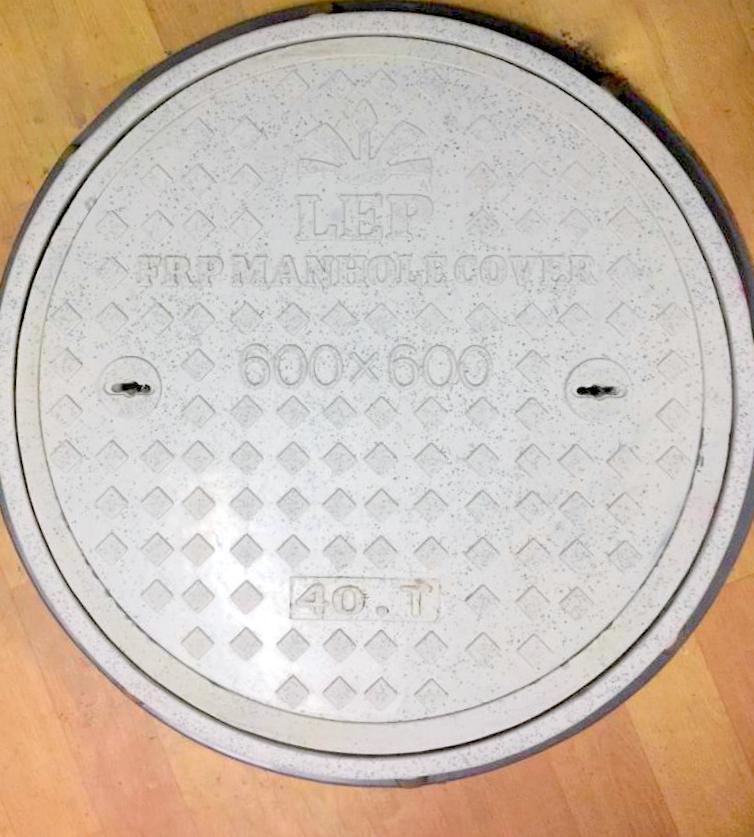 LEP
FRP MANHOLE COVER
600×600
40.T